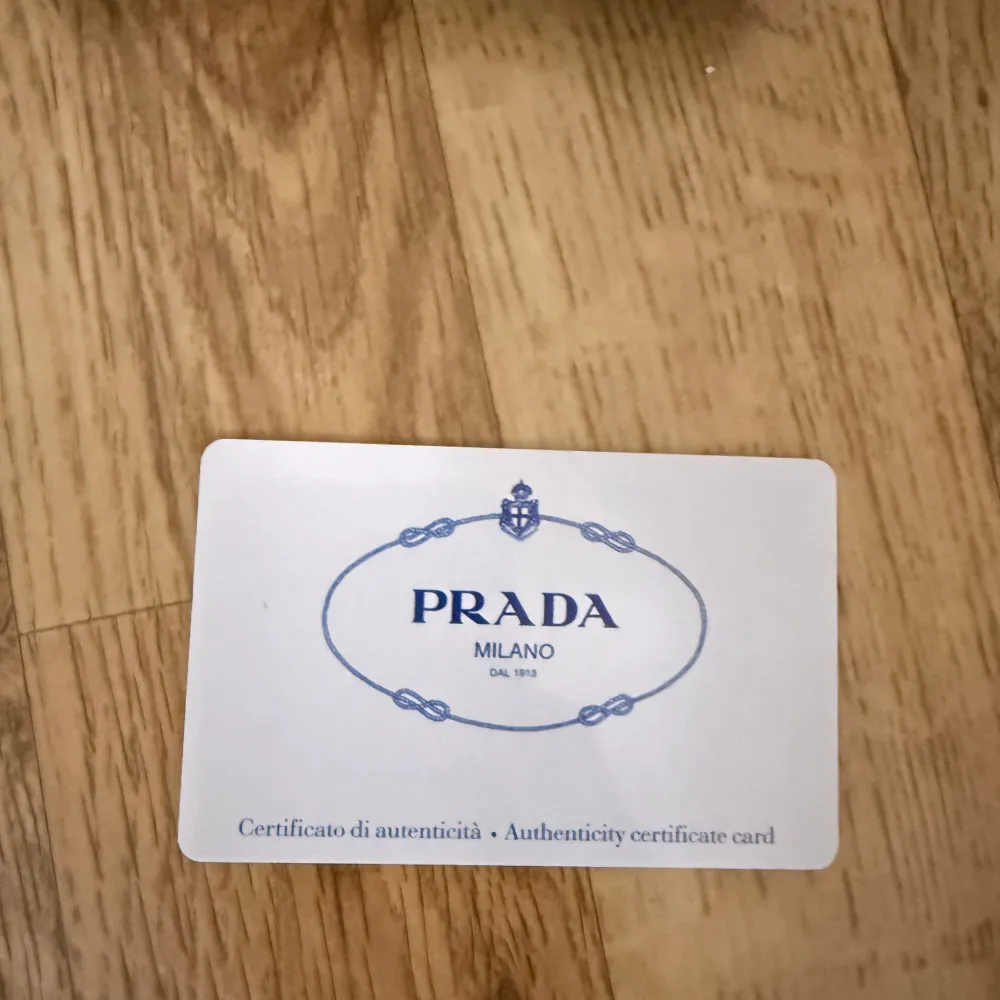 PRADA
MILANO
DAL 1913
Certificato di autenticità • Authenticity certificate card